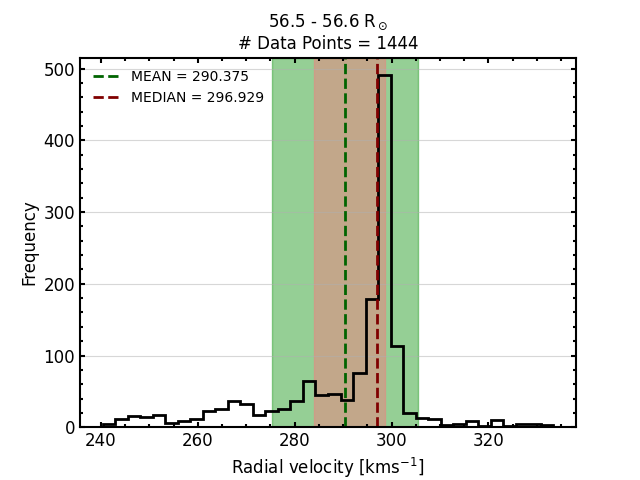 56.5 - 56.6 R⊙
# Data Points = 1444
MEAN = 290.375
MEDIAN = 296.929
500
400
300
200
100
0
Frequency
240 260 280 300 320
Radial velocity [kms⁻¹]